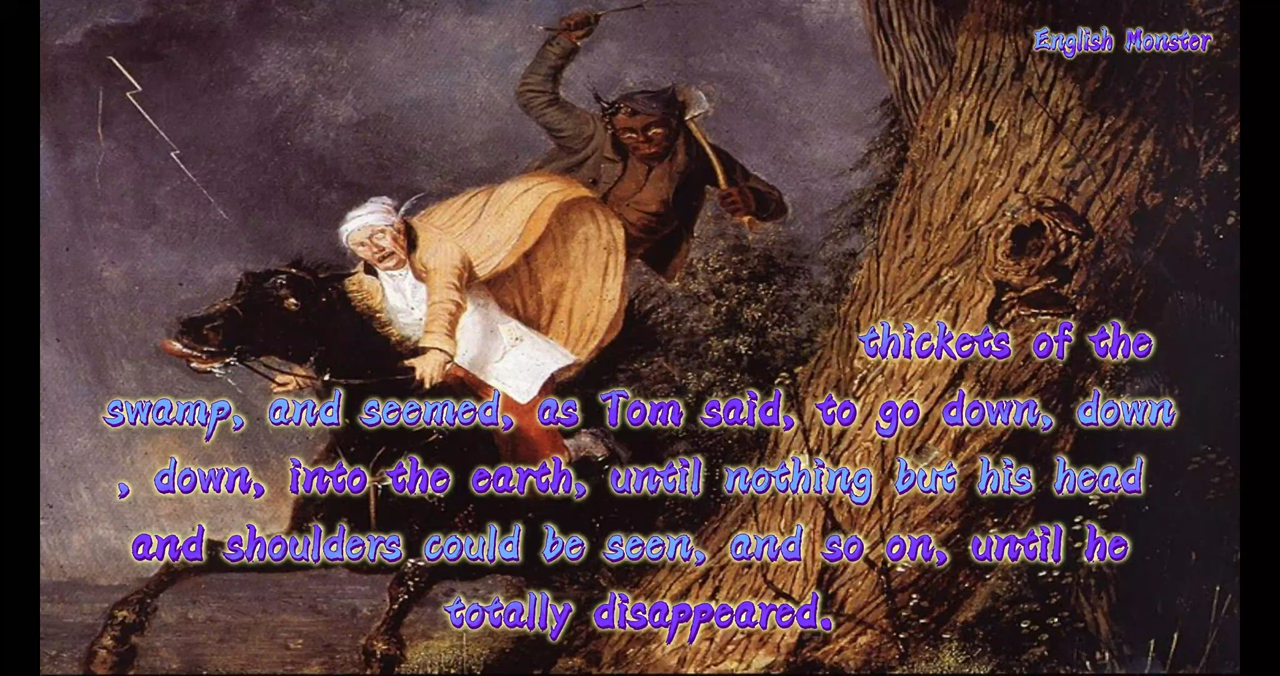 English Monster
thickets of the
swamp, and seemed, as Tom said, to go down, down
, down, into the earth, until nothing but his head
and shoulders could be seen, and so on, until he
totally disappeared.